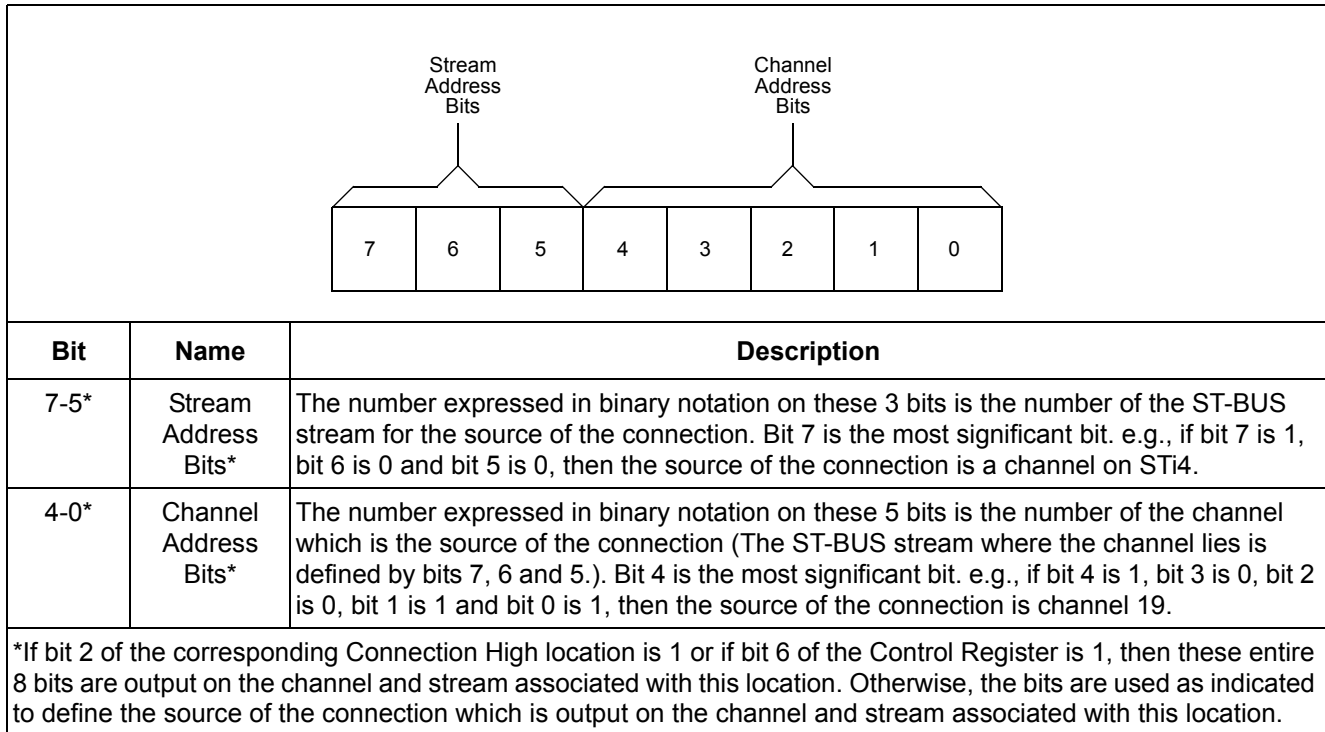 Stream
Address
Bits
Channel
Address
Bits
7 6 5 4 3 2 1 0
Bit Name Description
7-5* Stream
Address
Bits*
The number expressed in binary notation on these 3 bits is the number of the ST-BUS
stream for the source of the connection. Bit 7 is the most significant bit. e.g., if bit 7 is 1,
bit 6 is 0 and bit 5 is 0, then the source of the connection is a channel on STi4.
4-0* Channel
Address
Bits*
The number expressed in binary notation on these 5 bits is the number of the channel
which is the source of the connection (The ST-BUS stream where the channel lies is
defined by bits 7, 6 and 5.). Bit 4 is the most significant bit. e.g., if bit 4 is 1, bit 3 is 0, bit 2
is 0, bit 1 is 1 and bit 0 is 1, then the source of the connection is channel 19.
*If bit 2 of the corresponding Connection High location is 1 or if bit 6 of the Control Register is 1, then these entire
8 bits are output on the channel and stream associated with this location. Otherwise, the bits are used as indicated
to define the source of the connection which is output on the channel and stream associated with this location.